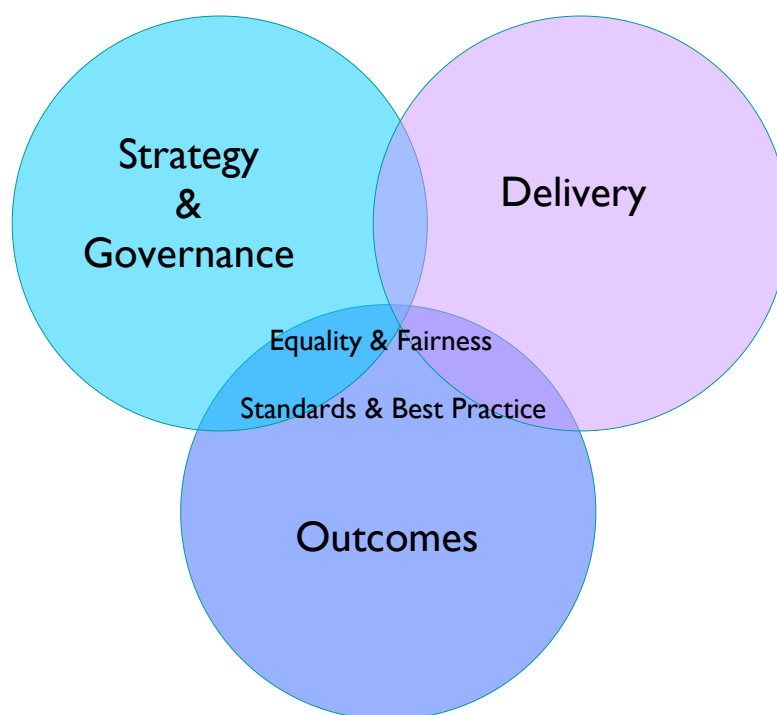 Strategy
&
Governance
Delivery
Equality & Fairness
Standards & Best Practice
Outcomes